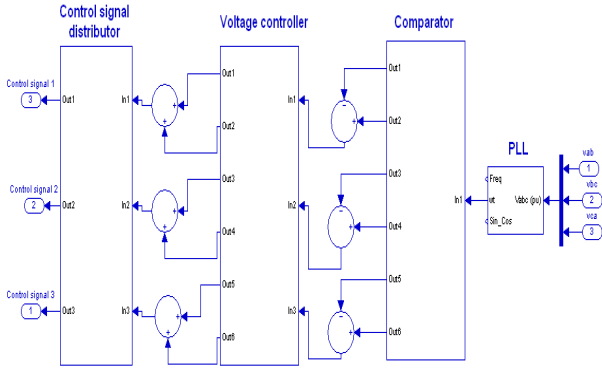 Control signal
distributor
Voltage controller
Comparator
PLL
Control signal 1
3
Out1
In1
+
+
Out1
Out2
In1
−
+
Out1
Out2
Control signal 2
2
Out2
In2
+
+
Out3
Out4
In2
−
+
Out3
Out4
Control signal 3
1
Out3
In3
+
+
Out5
Out6
In3
−
+
Out5
Out6
In1
Freq
wt
Sin_Cos
Vabc (pu)
vab
1
vbc
2
vca
3